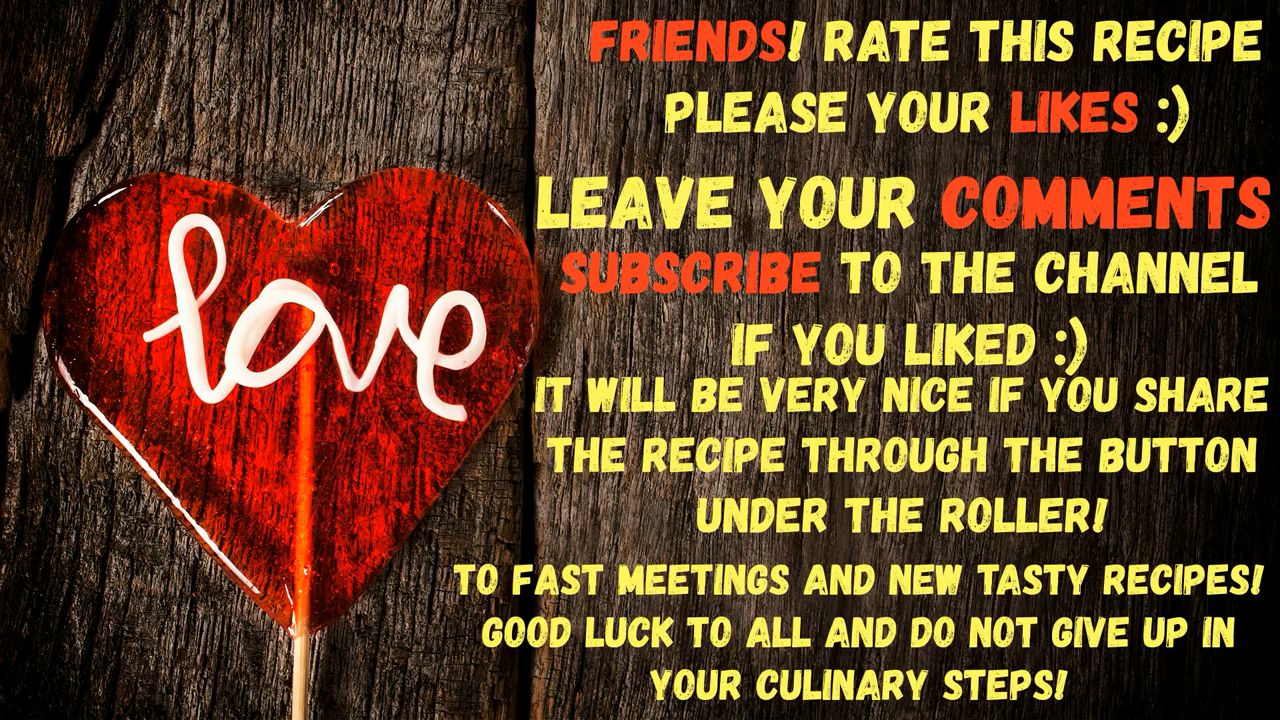 love
FRIENDS! RATE THIS RECIPE
PLEASE YOUR LIKES :)
LEAVE YOUR COMMENTS
SUBSCRIBE TO THE CHANNEL
IF YOU LIKED :)
IT WILL BE VERY NICE IF YOU SHARE
THE RECIPE THROUGH THE BUTTON
UNDER THE ROLLER!
TO FAST MEETINGS AND NEW TASTY RECIPES!
GOOD LUCK TO ALL AND DO NOT GIVE UP IN
YOUR CULINARY STEPS!